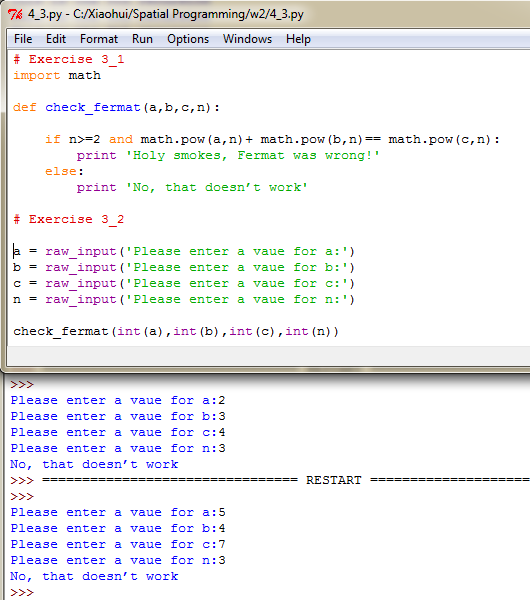 4_3.py - C:/Xiaohui/Spatial Programming/w2/4_3.py
File Edit Format Run Options Windows Help
# Exercise 3_1
import math
def check_fermat(a,b,c,n):
if n>=2 and math.pow(a,n)+ math.pow(b,n)== math.pow(c,n):
print 'Holy smokes, Fermat was wrong!'
else:
print 'No, that doesn’t work'
# Exercise 3_2
a = raw_input('Please enter a vaue for a:')
b = raw_input('Please enter a vaue for b:')
c = raw_input('Please enter a vaue for c:')
n = raw_input('Please enter a vaue for n:')
check_fermat(int(a),int(b),int(c),int(n))
>>>
Please enter a vaue for a:2
Please enter a vaue for b:3
Please enter a vaue for c:4
Please enter a vaue for n:3
No, that doesn’t work
>>> ================================ RESTART ====================
>>>
Please enter a vaue for a:5
Please enter a vaue for b:4
Please enter a vaue for c:7
Please enter a vaue for n:3
No, that doesn’t work
>>>